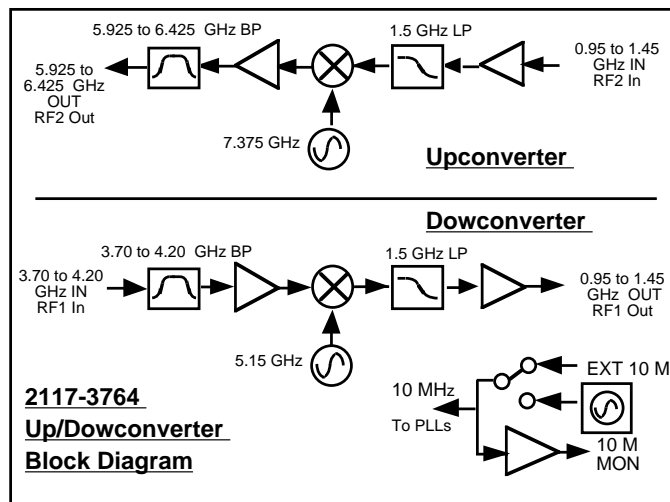 5.925 to 6.425 GHz BP
1.5 GHz LP
5.925 to
6.425 GHz
OUT
RF2 Out
0.95 to 1.45
GHz IN
RF2 In
7.375 GHz
Upconverter
Dowconverter
3.70 to 4.20 GHz BP
1.5 GHz LP
3.70 to 4.20
GHz IN
RF1 In
0.95 to 1.45
GHz OUT
RF1 Out
5.15 GHz
EXT 10 M
10 MHz
To PLLs
10 M
MON
2117-3764
Up/Dowconverter
Block Diagram